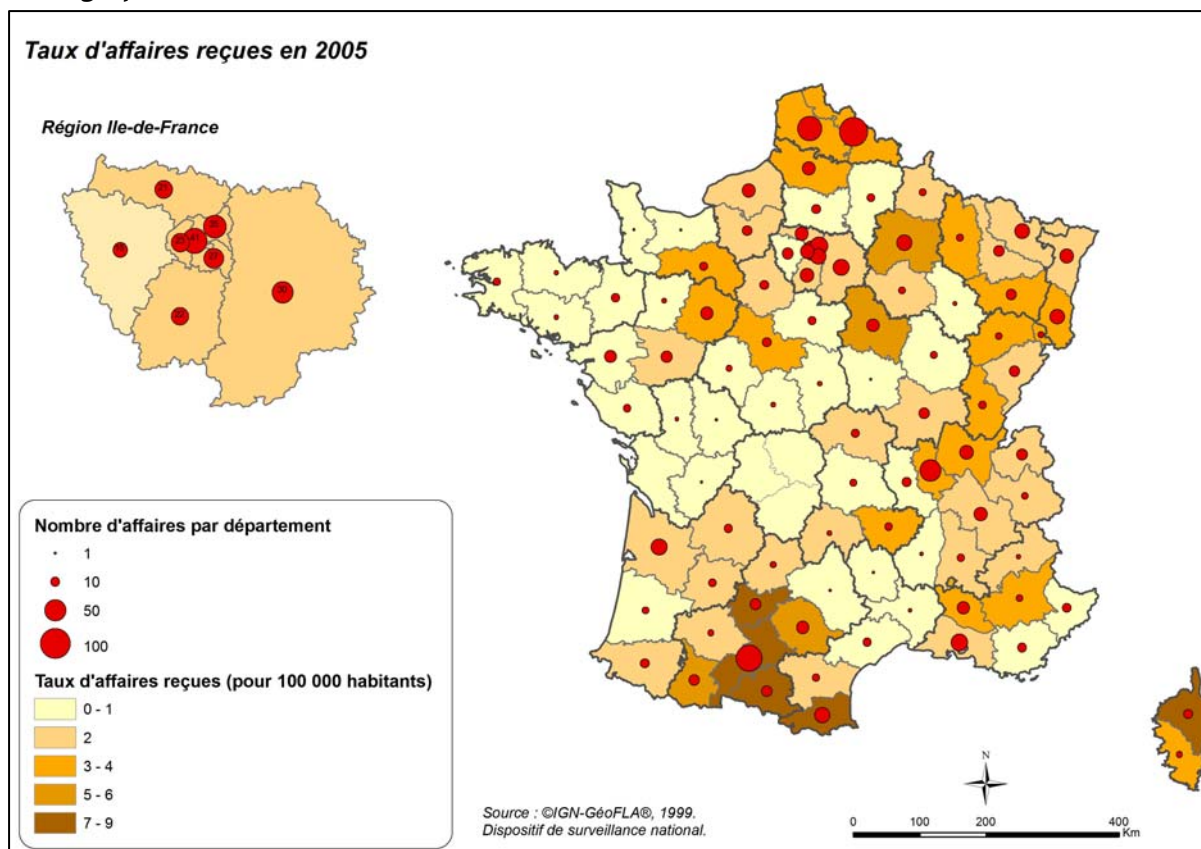 Taux d'affaires reçues en 2005
Région Ile-de-France
Nombre d'affaires par département
1
10
50
100
Taux d'affaires reçues (pour 100 000 habitants)
0 - 1
2
3 - 4
5 - 6
7 - 9
N
Source : ©IGN-GéoFLA®, 1999.
Dispositif de surveillance national.
0 100 200 400
Km